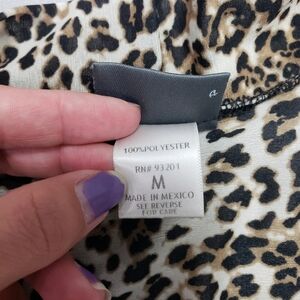 a
100%POLYESTER
RN# 93201
M
MADE IN MEXICO
SEE REVERSE
FOR CARE